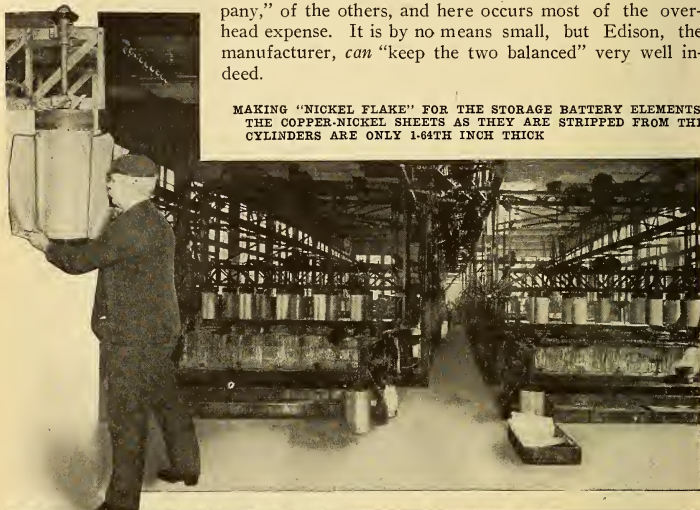 pany," of the others, and here occurs most of the over-
head expense. It is by no means small, but Edison, the
manufacturer, can "keep the two balanced" very well in-
deed.
MAKING "NICKEL FLAKE" FOR THE STORAGE BATTERY ELEMENTS
THE COPPER-NICKEL SHEETS AS THEY ARE STRIPPED FROM THE
CYLINDERS ARE ONLY 1-64TH INCH THICK